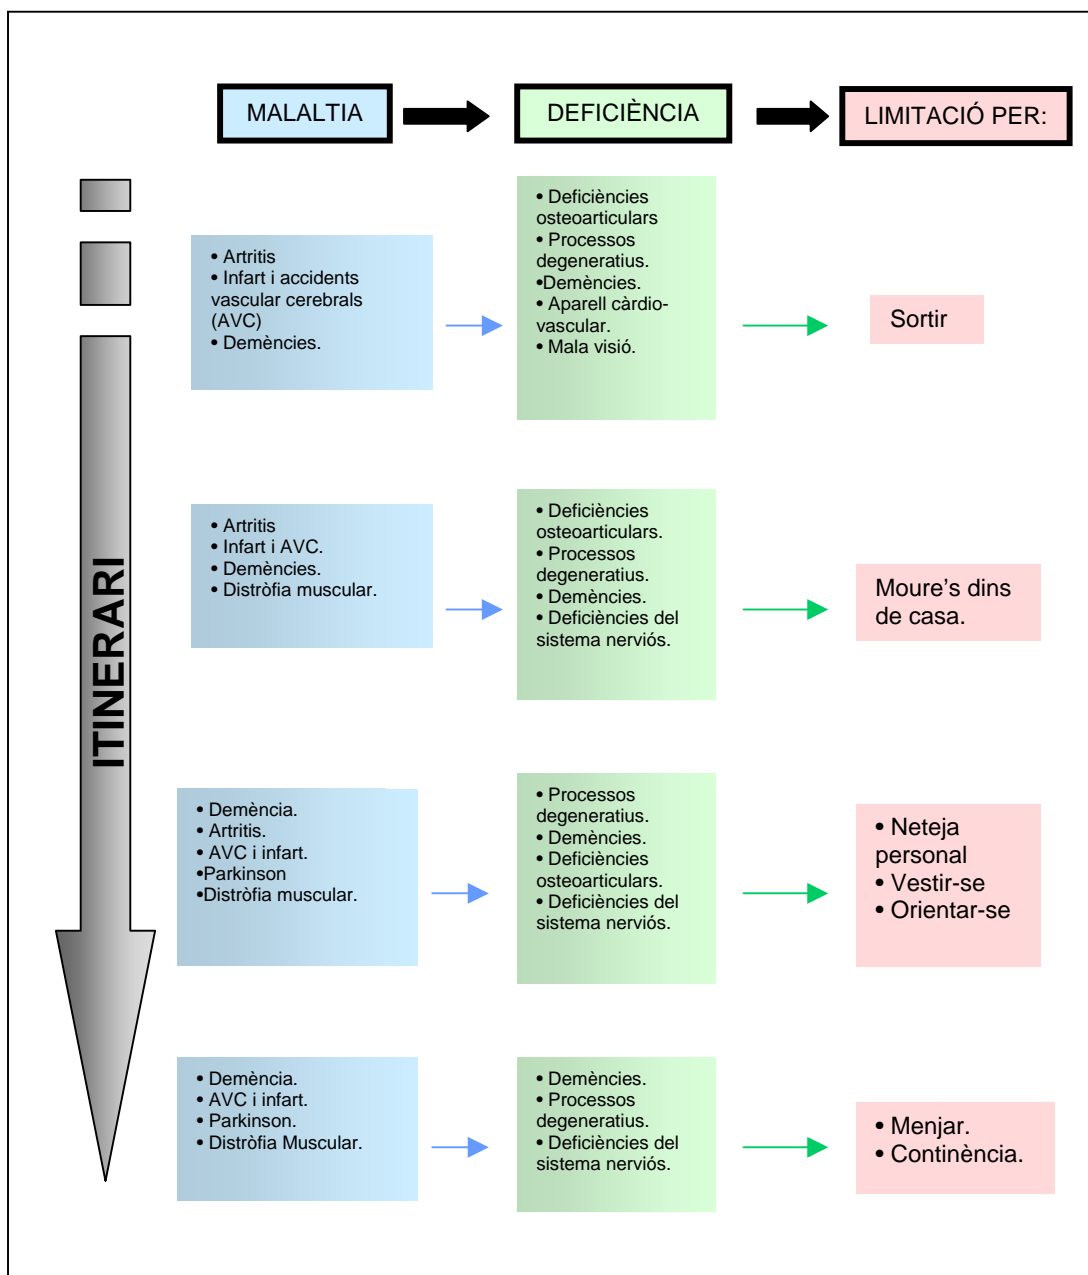 MALALTIA
DEFICIÈNCIA
LIMITACIÓ PER:
ITINERARI
• Artritis
• Infart i accidents
vascular cerebrals
(AVC)
• Demències.
• Deficiències
osteoarticulars
• Processos
degeneratius.
•Demències.
• Aparell càrdio-
vascular.
• Mala visió.
Sortir
• Artritis
• Infart i AVC.
• Demències.
• Distròfia muscular.
• Deficiències
osteoarticulars.
• Processos
degeneratius.
• Demències.
• Deficiències del
sistema nerviós.
Moure’s dins
de casa.
• Demència.
• Artritis.
• AVC i infart.
•Parkinson
•Distròfia muscular.
• Processos
degeneratius.
• Demències.
• Deficiències
osteoarticulars.
• Deficiències del
sistema nerviós.
• Neteja
personal
• Vestir-se
• Orientar-se
• Demència.
• AVC i infart.
• Parkinson.
• Distròfia Muscular.
• Demències.
• Processos
degeneratius.
• Deficiències del
sistema nerviós.
• Menjar.
• Continència.